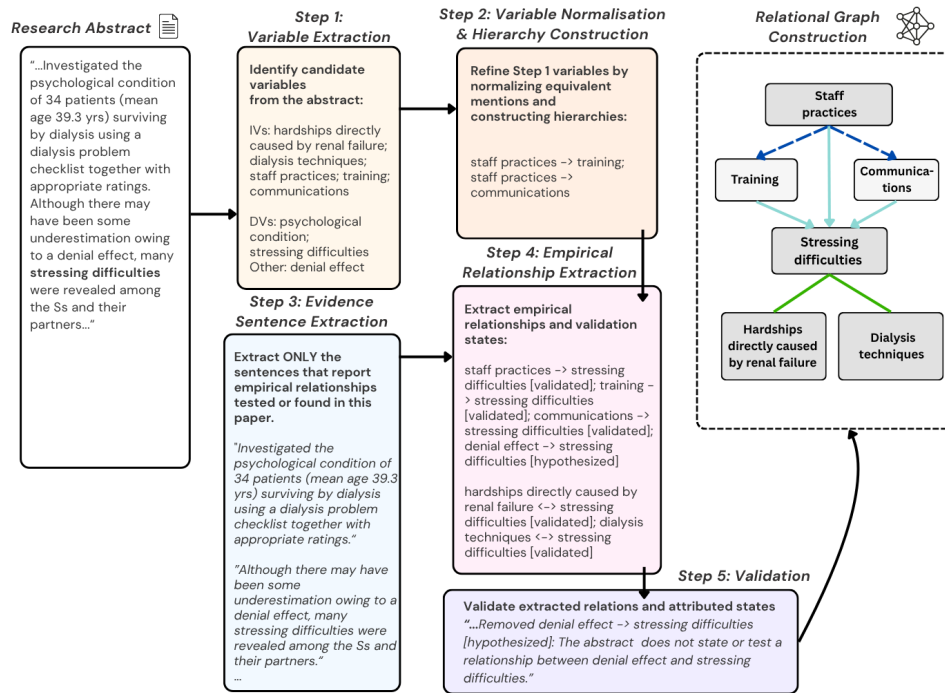 Research Abstract
“...Investigated the
psychological condition
of 34 patients (mean
age 39.3 yrs) surviving
by dialysis using a
dialysis problem
checklist together with
appropriate ratings.
Although there may
have been some
underestimation owing
to a denial effect, many
stressing difficulties
were revealed among
the Ss and their
partners...”
Step 1:
Variable Extraction
Identify candidate
variables
from the abstract:
IVs: hardships directly
caused by renal failure;
dialysis techniques;
staff practices; training;
communications
DVs: psychological
condition;
stressing difficulties
Other: denial effect
Step 2: Variable Normalisation
& Hierarchy Construction
Refine Step 1 variables by
normalizing equivalent
mentions and
constructing hierarchies:
staff practices -> training;
staff practices ->
communications
Step 3: Evidence
Sentence Extraction
Extract ONLY the
sentences that report
empirical relationships
tested or found in this
paper.
"Investigated the
psychological condition of
34 patients (mean age 39.3
yrs) surviving by dialysis
using a dialysis problem
checklist together with
appropriate ratings.“
”Although there may have
been some
underestimation owing to a
denial effect, many
stressing difficulties were
revealed among the Ss and
their partners.“
...
Step 4: Empirical
Relationship Extraction
Extract empirical
relationships and validation
states:
staff practices -> stressing
difficulties [validated]; training -
> stressing difficulties
[validated]; communications ->
stressing difficulties [validated];
denial effect -> stressing
difficulties [hypothesized]
hardships directly caused by
renal failure <-> stressing
difficulties [validated]; dialysis
techniques <-> stressing
difficulties [validated]
Step 5: Validation
Validate extracted relations and attributed states
“...Removed denial effect -> stressing difficulties
[hypothesized]: The abstract does not state or test a
relationship between denial effect and stressing
difficulties.”
Relational Graph
Construction
Staff
practices
Training
Communica-
tions
Stressing
difficulties
Hardships
directly caused
by renal failure
Dialysis
techniques